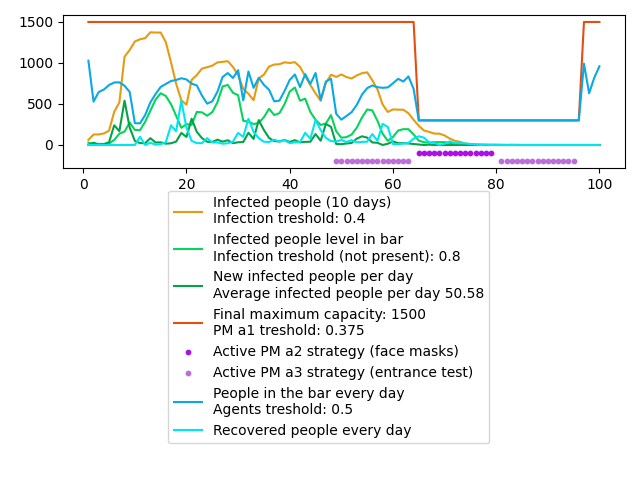 1500
1000
500
0
0 20 40 60 80 100
Infected people (10 days)
Infection treshold: 0.4
Infected people level in bar
Infection treshold (not present): 0.8
New infected people per day
Average infected people per day 50.58
Final maximum capacity: 1500
PM a1 treshold: 0.375
Active PM a2 strategy (face masks)
Active PM a3 strategy (entrance test)
People in the bar every day
Agents treshold: 0.5
Recovered people every day